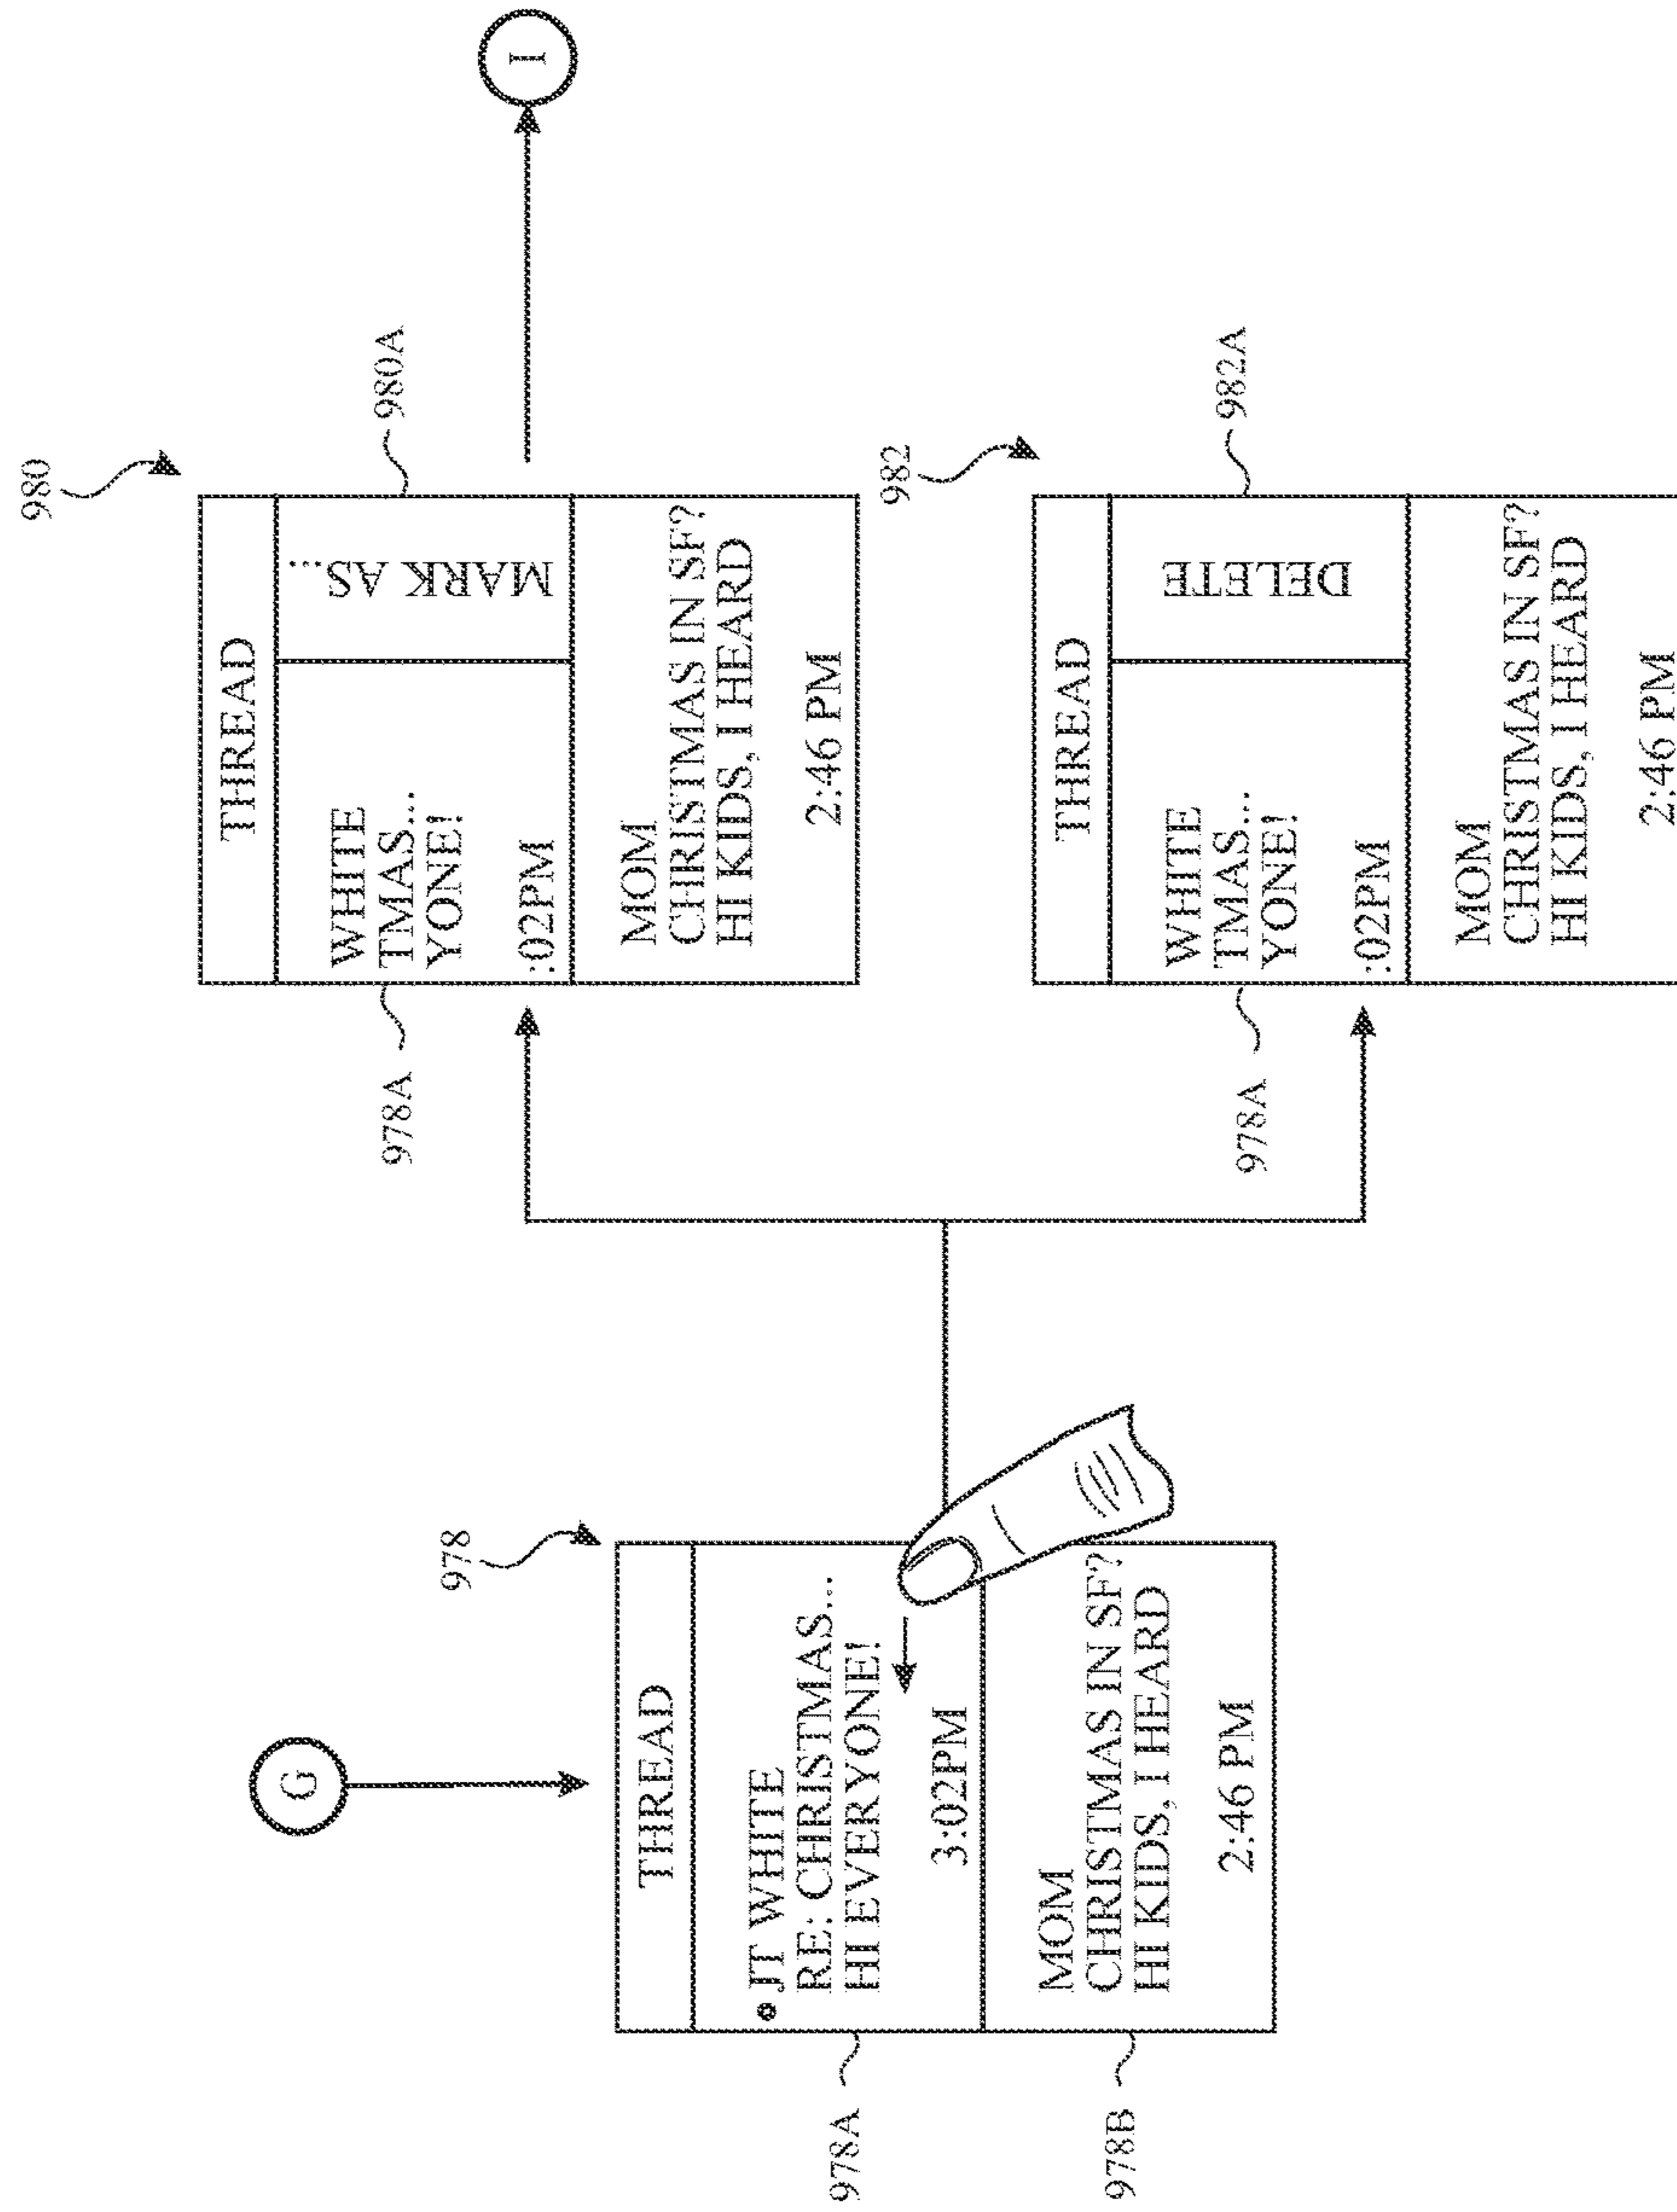 G
978
THREAD
978A
JT WHITE
RE: CHRISTMAS...
HI EVERYONE!
3:02PM
978B
MOM
CHRISTMAS IN SF?
HI KIDS, I HEARD
2:46 PM
980
THREAD
978A
WHITE
TMAS...
YONE!
:02PM
MARK AS...
980A
MOM
CHRISTMAS IN SF?
HI KIDS, I HEARD
2:46 PM
I
982
THREAD
978A
WHITE
TMAS...
YONE!
:02PM
DELETE
982A
MOM
CHRISTMAS IN SF?
HI KIDS, I HEARD
2:46 PM